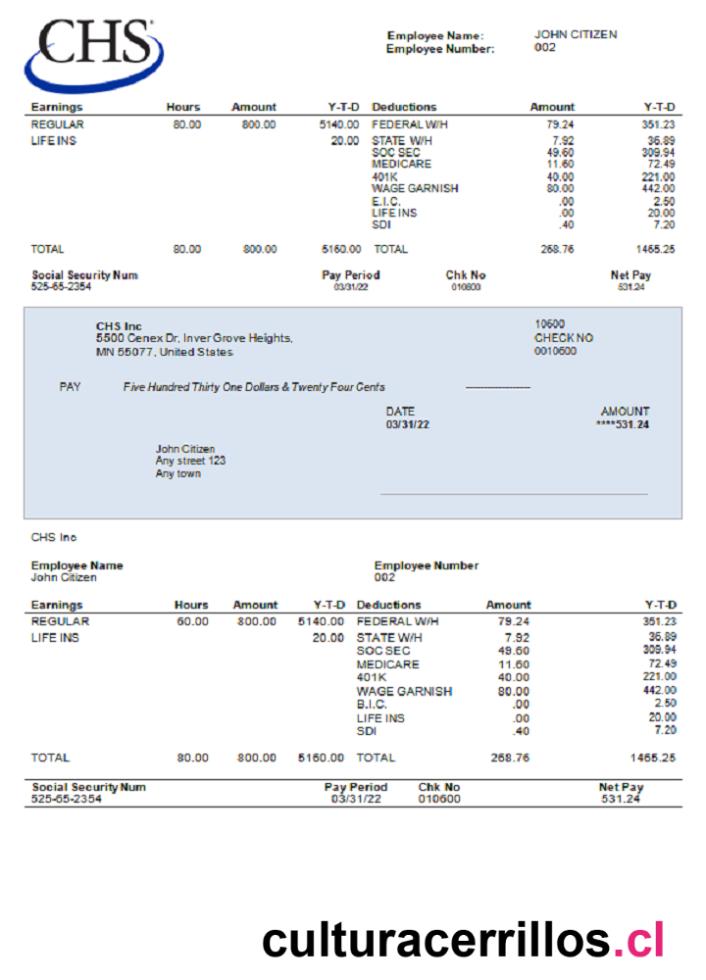 CHS
Employee Name: JOHN CITIZEN
Employee Number: 002
Earnings Hours Amount Y-T-D Deductions Amount Y-T-D
REGULAR 80.00 800.00 5140.00 FEDERAL W/H 79.24 351.23
LIFE INS 20.00 STATE W/H 7.92 36.89
SOC SEC 49.60 309.94
MEDICARE 11.60 72.49
401K 40.00 221.00
WAGE GARNISH 80.00 442.00
E.I.C. .00 2.50
LIFE INS .00 20.00
SDI .40 7.20
TOTAL 80.00 800.00 5160.00 TOTAL 268.76 1465.25
Social Security Num Pay Period Chk No Net Pay
525-65-2354 03/31/22 010600 531.24
CHS Inc 10600
5500 Cenex Dr, Inver Grove Heights, CHECK NO
MN 55077, United States 0010600
PAY Five Hundred Thirty One Dollars & Twenty Four Cents ----------------
DATE AMOUNT
03/31/22 ****531.24
John Citizen
Any street 123
Any town
CHS Inc
Employee Name Employee Number
John Citizen 002
Earnings Hours Amount Y-T-D Deductions Amount Y-T-D
REGULAR 60.00 800.00 5140.00 FEDERAL W/H 79.24 351.23
LIFE INS 20.00 STATE W/H 7.92 36.89
SOC SEC 49.60 309.94
MEDICARE 11.60 72.49
401K 40.00 221.00
WAGE GARNISH 80.00 442.00
B.I.C. .00 2.50
LIFE INS .00 20.00
SDI .40 7.20
TOTAL 80.00 800.00 5160.00 TOTAL 268.76 1465.25
Social Security Num Pay Period Chk No Net Pay
525-65-2354 03/31/22 010600 531.24
culturacerrillos.cl